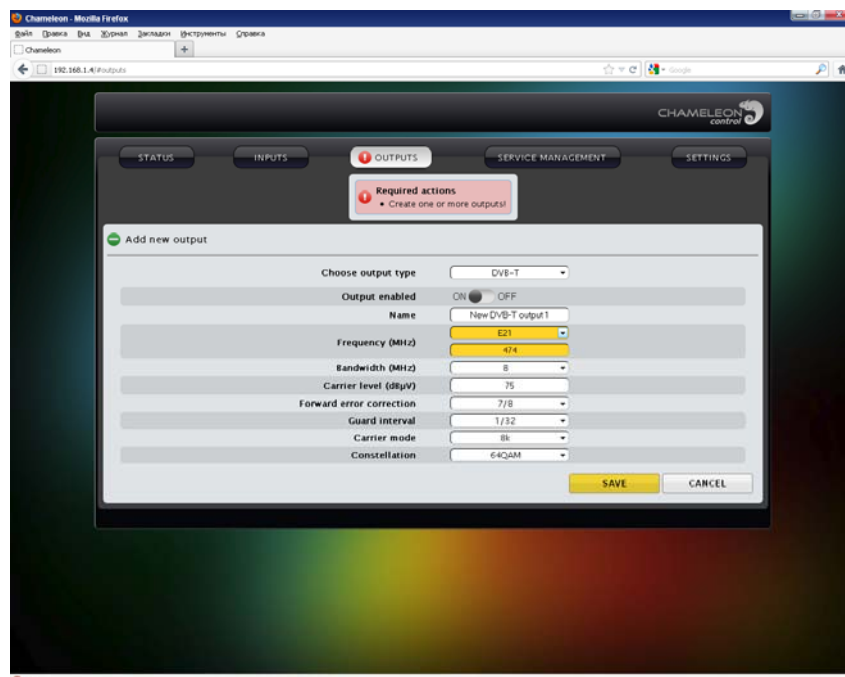 Chameleon - Mozilla Firefox
Файл Правка Вид Журнал Закладки Инструменты Справка
Chameleon +
192.168.1.4/#outputs Google
CHAMELEON
control
STATUS INPUTS OUTPUTS SERVICE MANAGEMENT SETTINGS
Required actions
• Create one or more outputs!
Add new output
Choose output type DVB-T
Output enabled ON OFF
Name New DVB-T output 1
Frequency (MHz) E21
474
Bandwidth (MHz) 8
Carrier level (dBµV) 75
Forward error correction 7/8
Guard interval 1/32
Carrier mode 8k
Constellation 64QAM
SAVE CANCEL